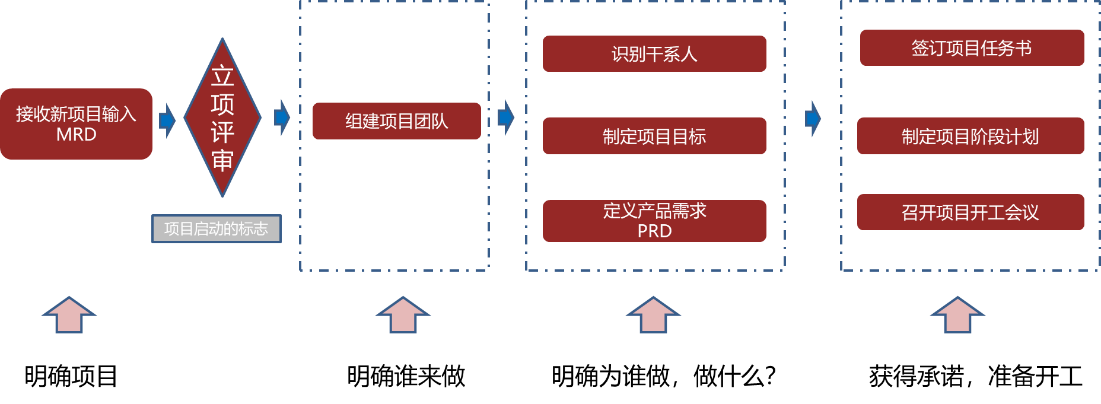 接收新项目输入
MRD
立项评审
项目启动的标志
组建项目团队
识别干系人
制定项目目标
定义产品需求
PRD
签订项目任务书
制定项目阶段计划
召开项目开工会议
明确项目
明确谁来做
明确为谁做，做什么?
获得承诺，准备开工